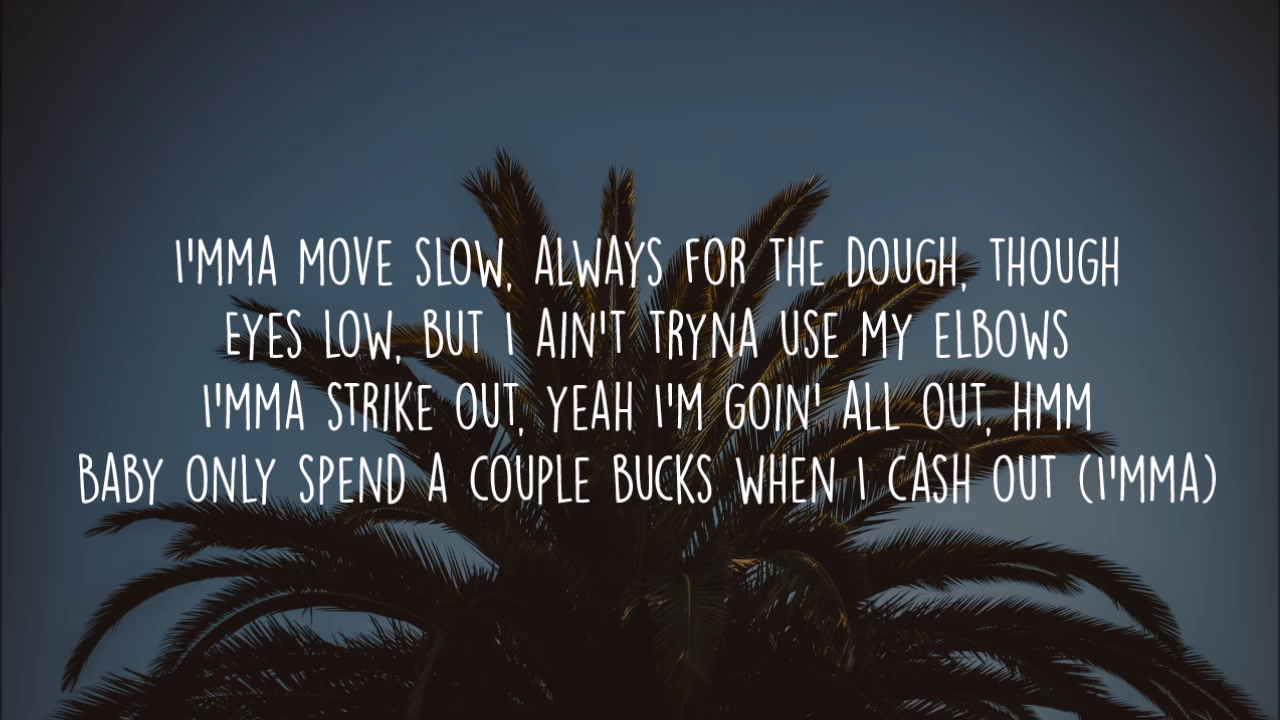 I'MMA MOVE SLOW, ALWAYS FOR THE DOUGH, THOUGH
EYES LOW, BUT I AIN'T TRYNA USE MY ELBOWS
I'MMA STRIKE OUT, YEAH I'M GOIN' ALL OUT, HMM
BABY ONLY SPEND A COUPLE BUCKS WHEN I CASH OUT (I'MMA)